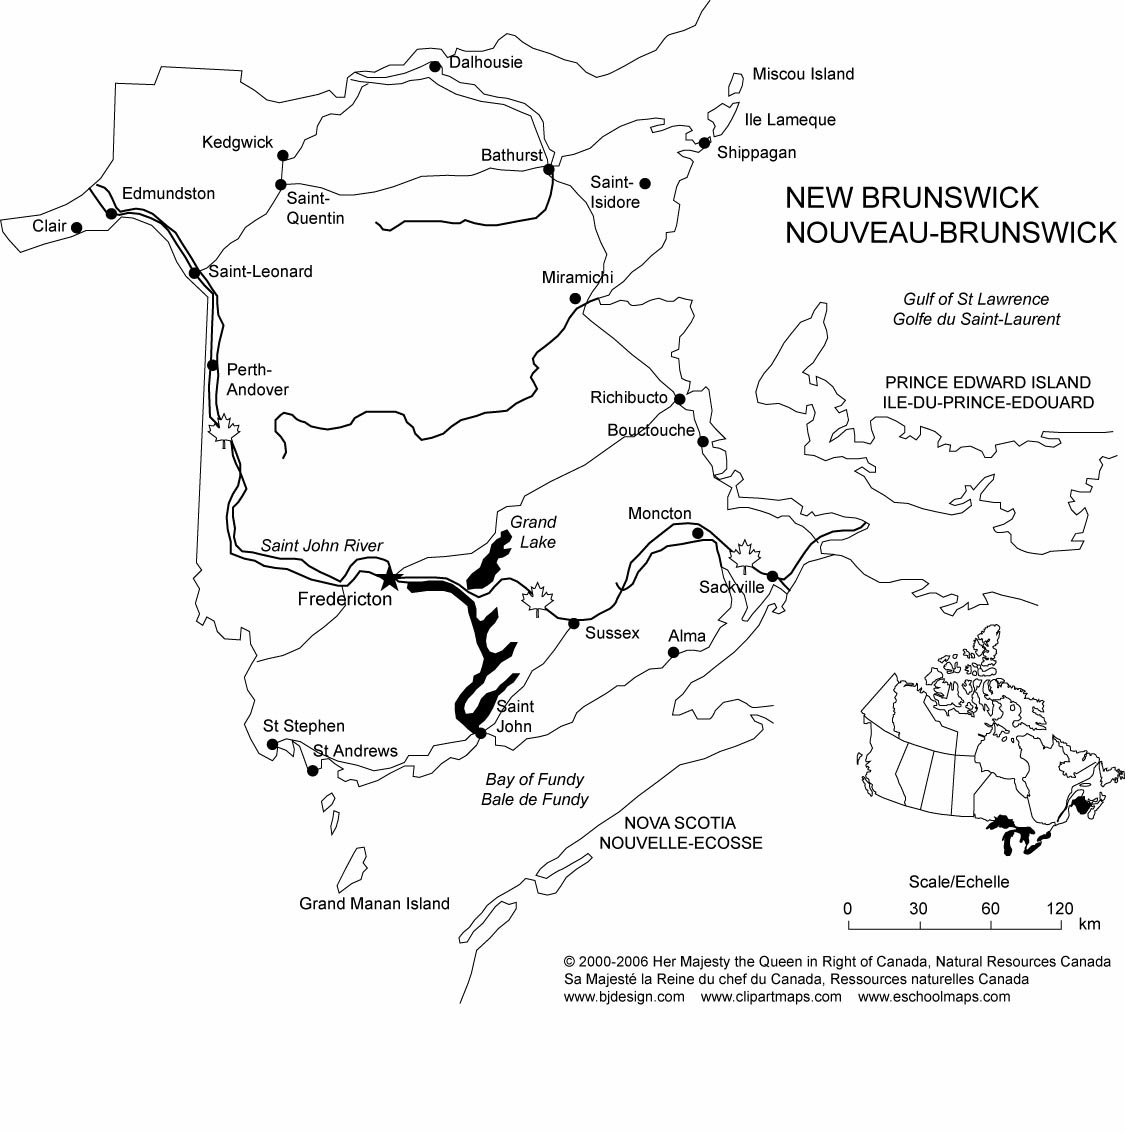 Dalhousie
Miscou Island
Ile Lameque
Kedgwick
Bathurst
Shippagan
Edmundston
Saint-
Quentin
Saint-
Isidore
NEW BRUNSWICK
NOUVEAU-BRUNSWICK
Clair
Saint-Leonard
Miramichi
Gulf of St Lawrence
Golfe du Saint-Laurent
Perth-
Andover
PRINCE EDWARD ISLAND
ILE-DU-PRINCE-EDOUARD
Richibucto
Bouctouche
Moncton
Grand
Lake
Saint John River
Sackville
Fredericton
Sussex
Alma
Saint
John
St Stephen
St Andrews
Bay of Fundy
Bale de Fundy
NOVA SCOTIA
NOUVELLE-ECOSSE
Grand Manan Island
Scale/Echelle
0 30 60 120
km
© 2000-2006 Her Majesty the Queen in Right of Canada, Natural Resources Canada
Sa Majesté la Reine du chef du Canada, Ressources naturelles Canada
www.bjdesign.com www.clipartmaps.com www.eschoolmaps.com